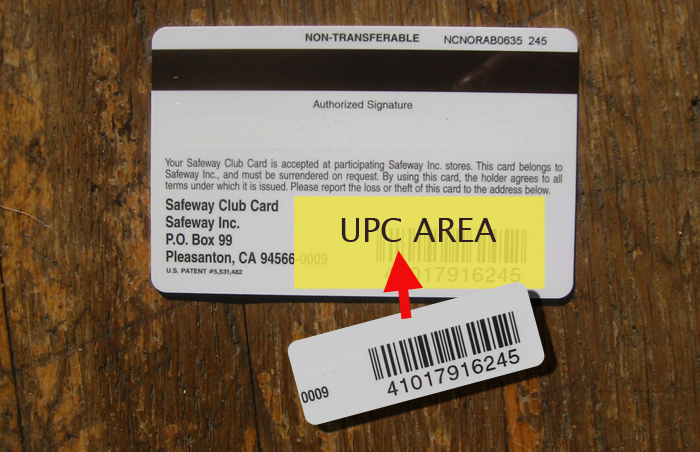 NON-TRANSFERABLE NCNORAB0635 245
Authorized Signature
Your Safeway Club Card is accepted at participating Safeway Inc. stores. This card belongs to
Safeway Inc., and must be surrendered on request. By using this card, the holder agrees to all
terms under which it is issued. Please report the loss or theft of this card to the address below.
Safeway Club Card
Safeway Inc.
P.O. Box 99
Pleasanton, CA 94566-0009
U.S. PATENT #5,531,482
UPC AREA
41017916245
0009
41017916245